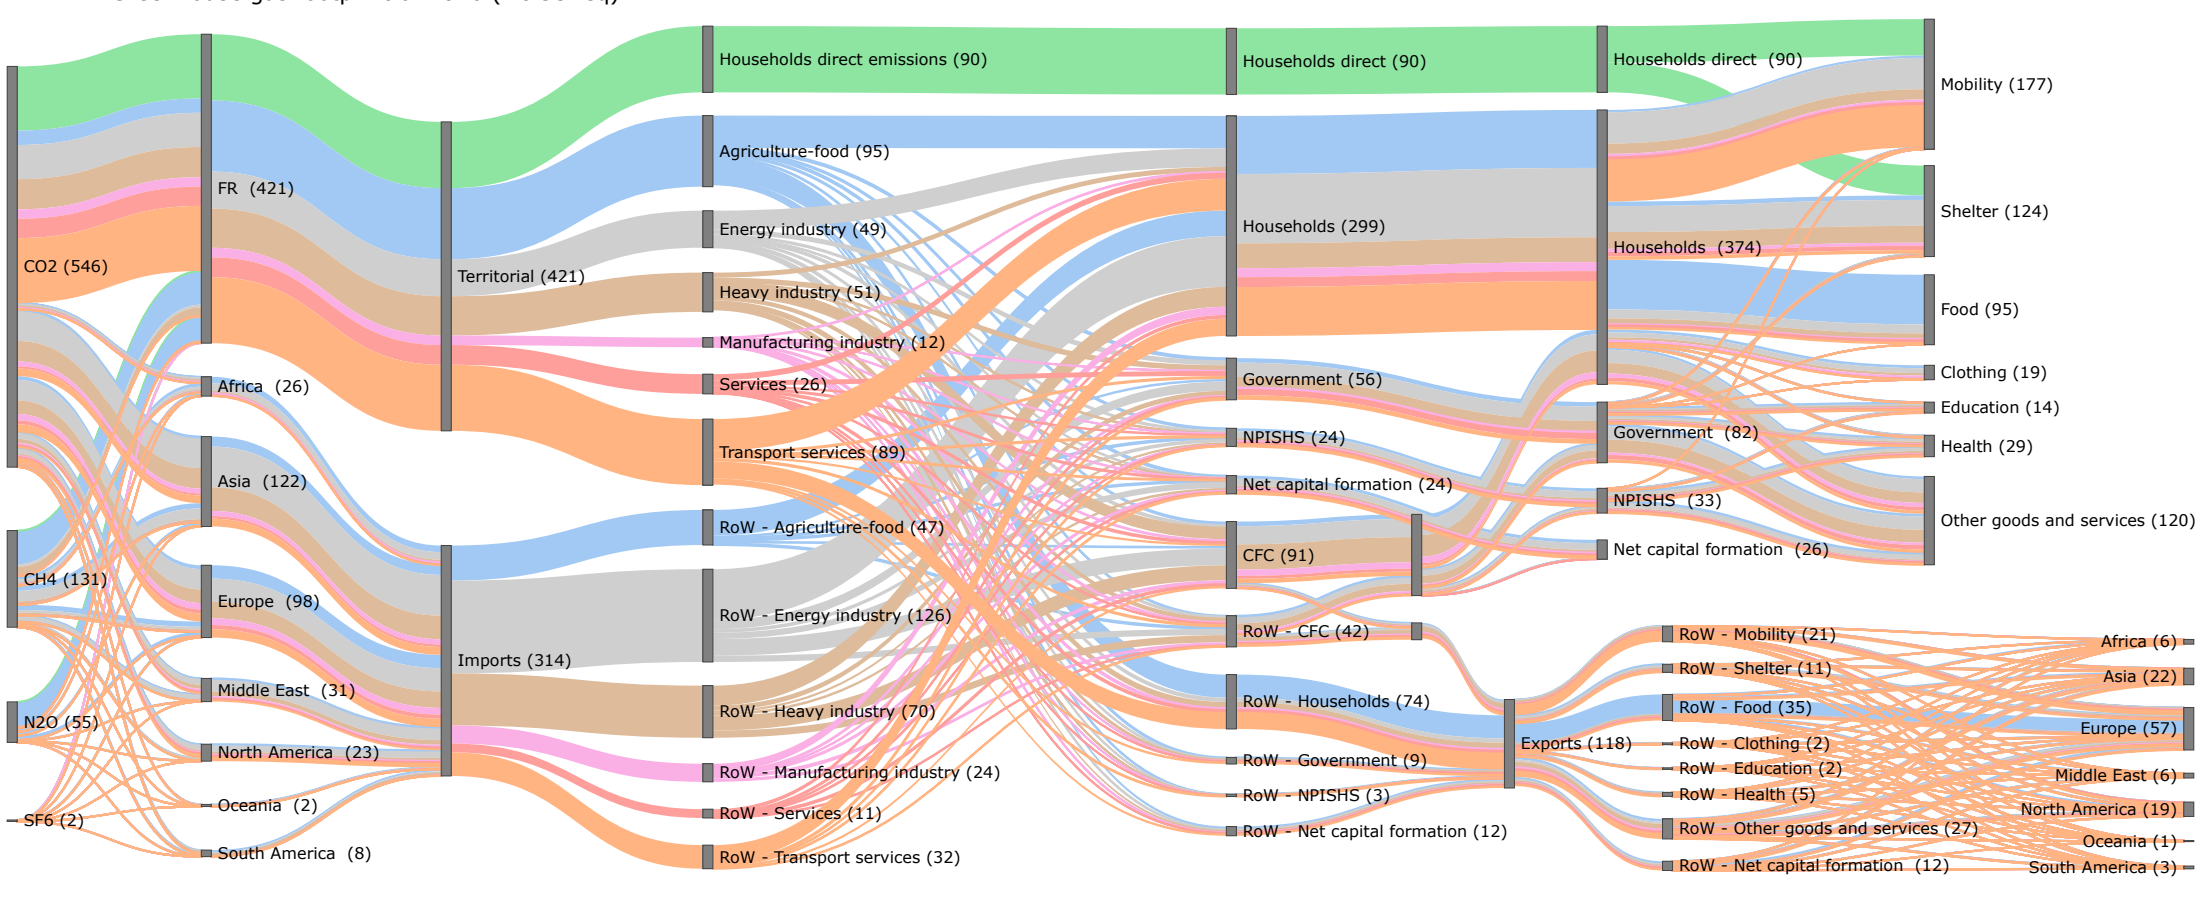 CO2 (546)
CH4 (131)
N2O (55)
SF6 (2)
FR (421)
Africa (26)
Asia (122)
Europe (98)
Middle East (31)
North America (23)
Oceania (2)
South America (8)
Territorial (421)
Imports (314)
Households direct emissions (90)
Agriculture-food (95)
Energy industry (49)
Heavy industry (51)
Manufacturing industry (12)
Services (26)
Transport services (89)
RoW - Agriculture-food (47)
RoW - Energy industry (126)
RoW - Heavy industry (70)
RoW - Manufacturing industry (24)
RoW - Services (11)
RoW - Transport services (32)
Households direct (90)
Households (299)
Government (56)
NPISHS (24)
Net capital formation (24)
CFC (91)
RoW - CFC (42)
RoW - Households (74)
RoW - Government (9)
RoW - NPISHS (3)
RoW - Net capital formation (12)
Exports (118)
Households direct (90)
Households (374)
Government (82)
NPISHS (33)
Net capital formation (26)
RoW - Mobility (21)
RoW - Shelter (11)
RoW - Food (35)
RoW - Clothing (2)
RoW - Education (2)
RoW - Health (5)
RoW - Other goods and services (27)
RoW - Net capital formation (12)
Mobility (177)
Shelter (124)
Food (95)
Clothing (19)
Education (14)
Health (29)
Other goods and services (120)
Africa (6)
Asia (22)
Europe (57)
Middle East (6)
North America (19)
Oceania (1)
South America (3)